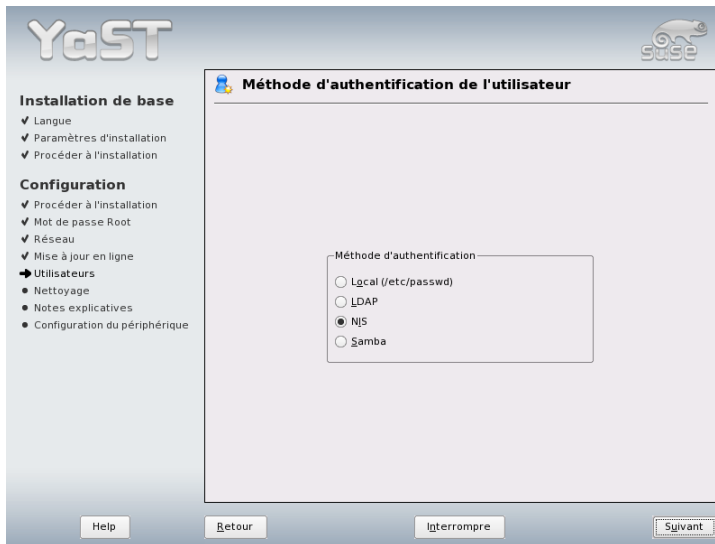 YaST
SUSE
Installation de base
Langue
Paramètres d'installation
Procéder à l'installation
Configuration
Procéder à l'installation
Mot de passe Root
Réseau
Mise à jour en ligne
Utilisateurs
Nettoyage
Notes explicatives
Configuration du périphérique
Méthode d'authentification de l'utilisateur
Méthode d'authentification
Local (/etc/passwd)
LDAP
NIS
Samba
Help
Retour
Interrompre
Suivant